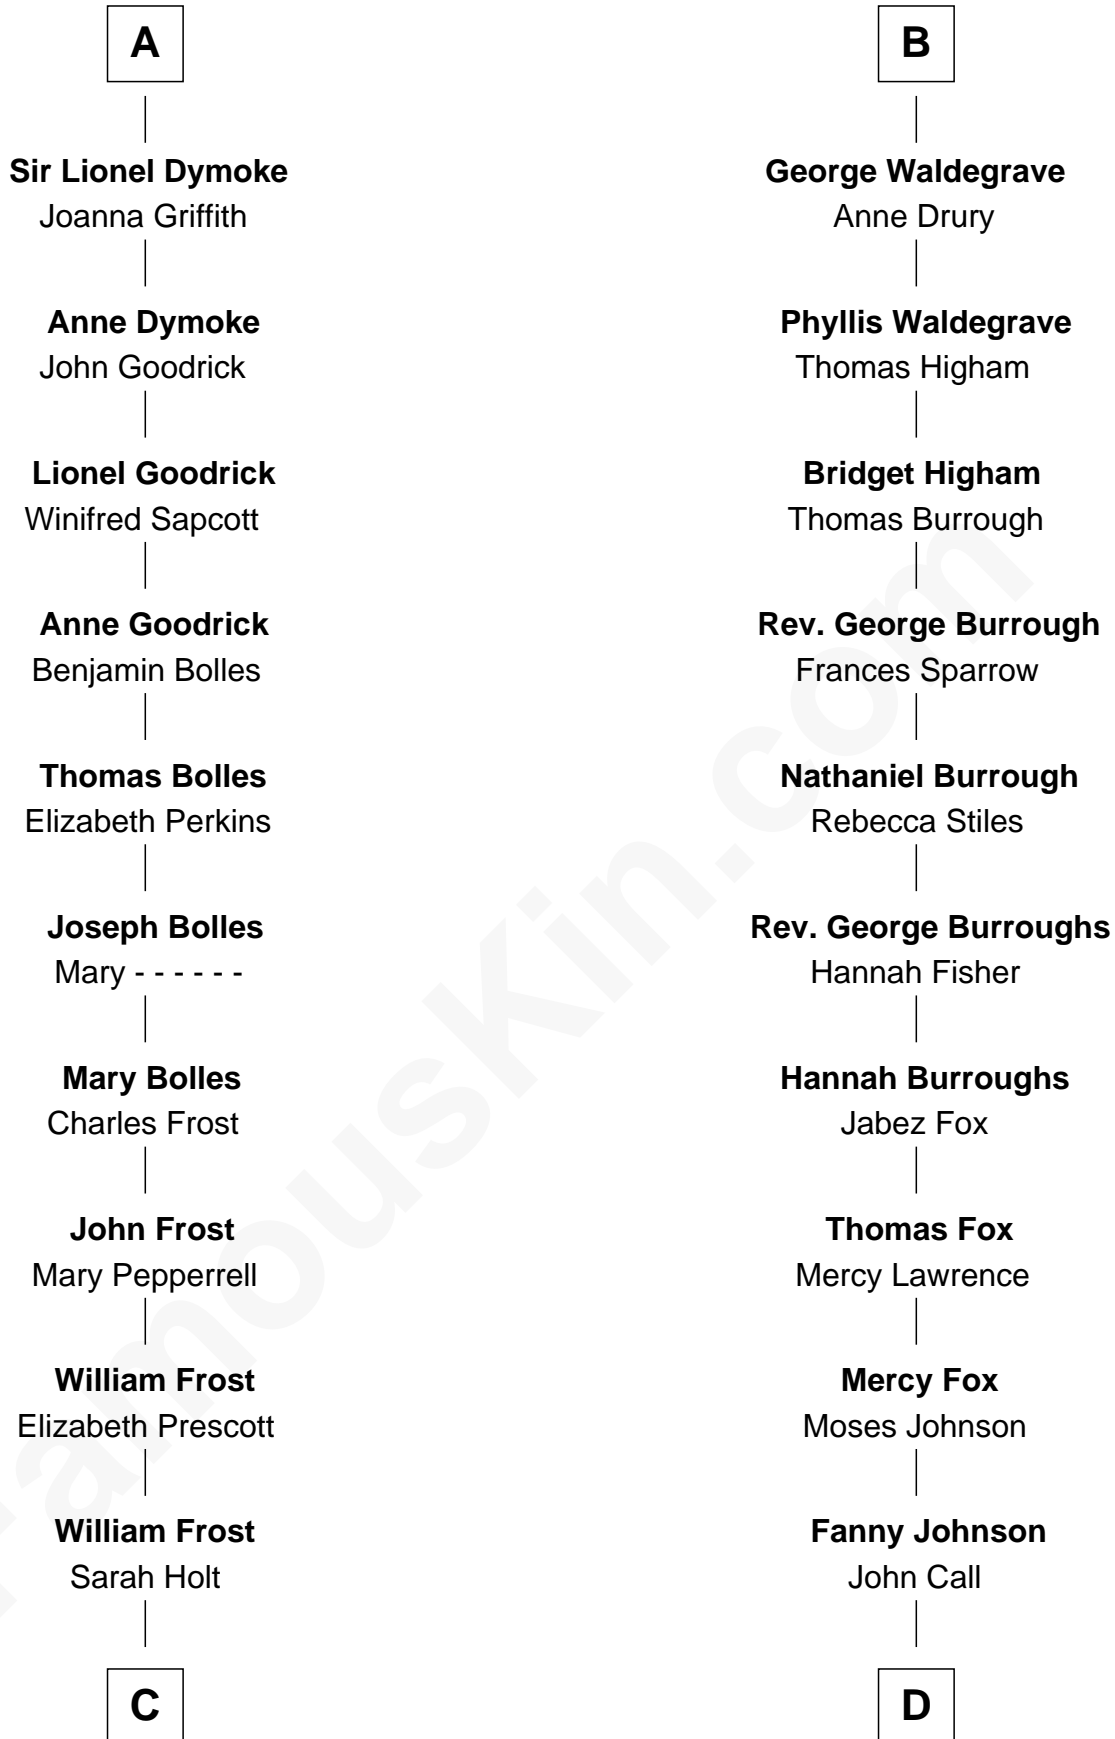 A
Sir Lionel Dymoke
Joanna Griffith
Anne Dymoke
John Goodrick
Lionel Goodrick
Winifred Sapcott
Anne Goodrick
Benjamin Bolles
Thomas Bolles
Elizabeth Perkins
Joseph Bolles
Mary - - - - - -
Mary Bolles
Charles Frost
John Frost
Mary Pepperrell
William Frost
Elizabeth Prescott
William Frost
Sarah Holt
C
B
George Waldegrave
Anne Drury
Phyllis Waldegrave
Thomas Higham
Bridget Higham
Thomas Burrough
Rev. George Burrough
Frances Sparrow
Nathaniel Burrough
Rebecca Stiles
Rev. George Burroughs
Hannah Fisher
Hannah Burroughs
Jabez Fox
Thomas Fox
Mercy Lawrence
Mercy Fox
Moses Johnson
Fanny Johnson
John Call
D
FamousKin.com